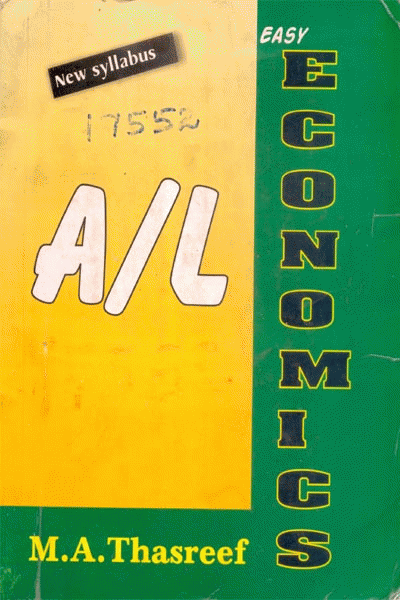 EASY
ECONOMICS
New syllabus
17552
A/L
M.A.Thasreef